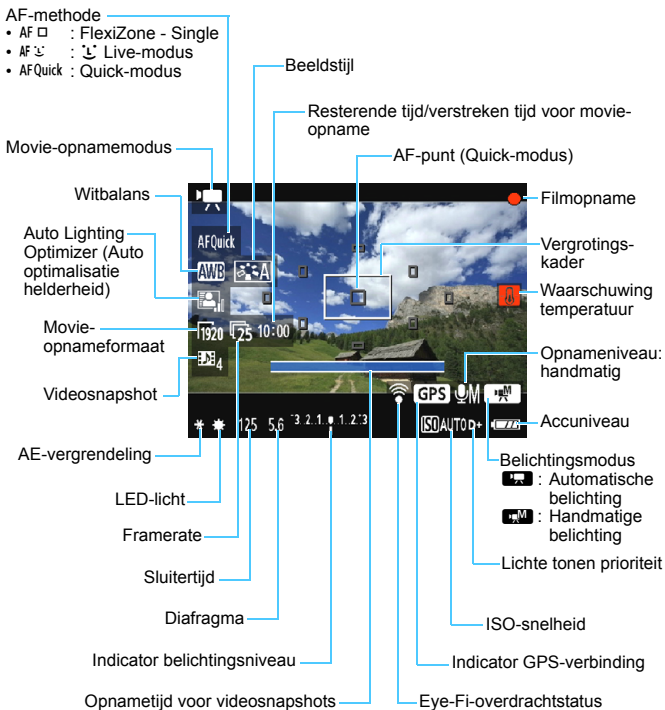 AF-methode
• AF □ : FlexiZone - Single
• AF : Live-modus
• AFQuick : Quick-modus
Beeldstijl
Resterende tijd/verstreken tijd voor movie-
opname
Movie-opnamemodus
AF-punt (Quick-modus)
Witbalans
Filmopname
AFQuick
Auto Lighting
Optimizer (Auto
optimalisatie
helderheid)
Vergrotings-
kader
AWB
A
Waarschuwing
temperatuur
Movie-
opnameformaat
1920
25
10:00
Opnameniveau:
handmatig
Videosnapshot
4
GPS
M
M
Accuniveau
125
5.6
-3..2..1..▮..1..2..+3
ISO AUTO D+
AE-vergrendeling
Belichtingsmodus
: Automatische
belichting
M : Handmatige
belichting
LED-licht
Framerate
Lichte tonen prioriteit
Sluitertijd
Diafragma
ISO-snelheid
Indicator belichtingsniveau
Indicator GPS-verbinding
Opnametijd voor videosnapshots
Eye-Fi-overdrachtstatus